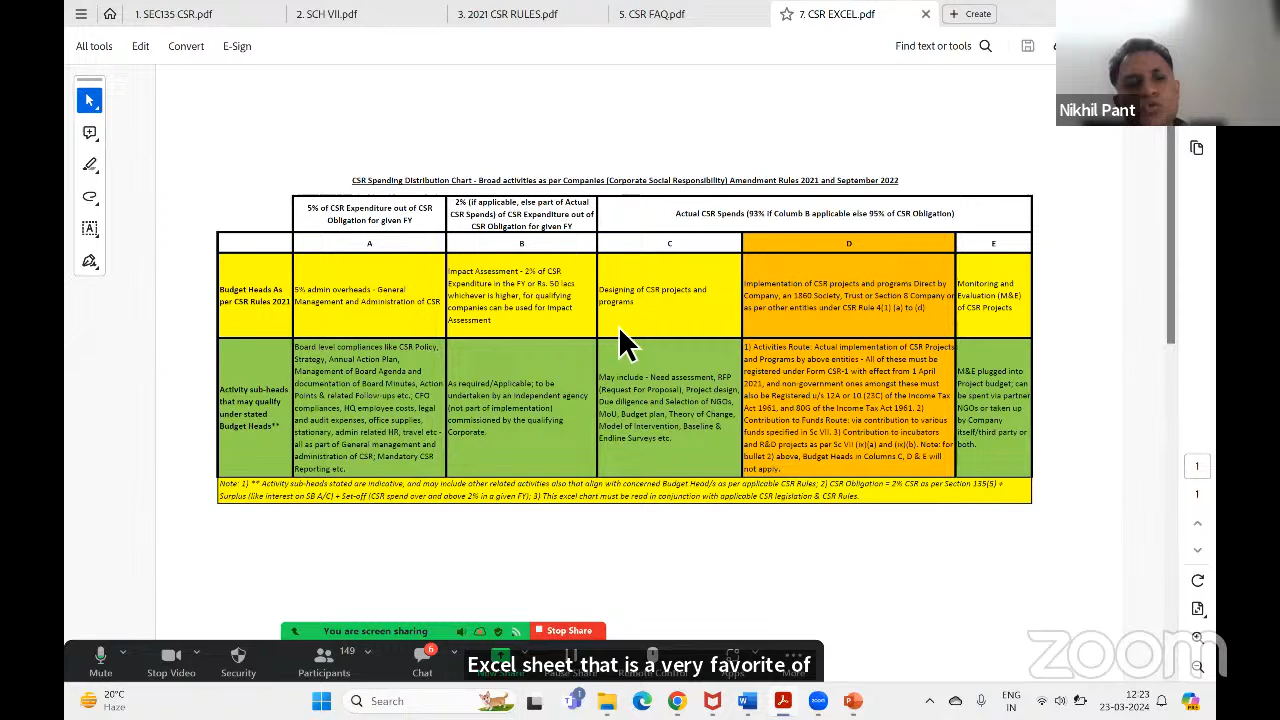 1. SEC135 CSR.pdf
2. SCH VII.pdf
3. 2021 CSR RULES.pdf
5. CSR FAQ.pdf
7. CSR EXCEL.pdf
Create
All tools
Edit
Convert
E-Sign
Find text or tools
Nikhil Pant
CSR Spending Distribution Chart - Broad activities as per Companies (Corporate Social Responsibility) Amendment Rules 2021 and September 2022
5% of CSR Expenditure out of CSR
Obligation for given FY
2% (if applicable, else part of Actual
CSR Spends) of CSR Expenditure out of
CSR Obligation for given FY
Actual CSR Spends (93% if Columb B applicable else 95% of CSR Obligation)
A
B
C
D
E
Budget Heads As
per CSR Rules 2021
5% admin overheads - General
Management and Administration of CSR
Impact Assessment - 2% of CSR
Expenditure in the FY or Rs. 50 lacs
whichever is higher, for qualifying
companies can be used for Impact
Assessment
Designing of CSR projects and
programs
Implementation of CSR projects and programs Direct by
Company, an 1860 Society, Trust or Section 8 Company or
as per other entities under CSR Rule 4(1) (a) to (d)
Monitoring and
Evaluation (M&E)
of CSR Projects
Activity sub-heads
that may qualify
under stated
Budget Heads**
Board level compliances like CSR Policy,
Strategy, Annual Action Plan,
Management of Board Agenda and
documentation of Board Minutes, Action
Points & related Follow-ups etc.; CFO
compliances, HQ employee costs, legal
and audit expenses, office supplies,
stationary, admin related HR, travel etc -
all as part of General management and
administration of CSR; Mandatory CSR
Reporting etc.
As required/Applicable; to be
undertaken by an independent agency
(not part of implementation)
commissioned by the qualifying
Corporate.
May include - Need assessment, RFP
(Request For Proposal), Project design,
Due diligence and Selection of NGOs,
MoU, Budget plan, Theory of Change,
Model of Intervention, Baseline &
Endline Surveys etc.
1) Activities Route: Actual implementation of CSR Projects
and Programs by above entities - All of these must be
registered under Form CSR-1 with effect from 1 April
2021, and non-government ones amongst these must
also be Registered u/s 12A or 10 (23C) of the Income Tax
Act 1961, and 80G of the Income Tax Act 1961. 2)
Contribution to Funds Route: via contribution to various
funds specified in Sc VII. 3) Contribution to incubators
and R&D projects as per Sc VII (ix)(a) and (ix)(b). Note: for
bullet 2) above, Budget Heads in Columns C, D & E will
not apply.
M&E plugged into
Project budget; can
be spent via partner
NGOs or taken up
by Company
itself/third party or
both.
Note: 1) ** Activity sub-heads stated are indicative, and may include other related activities also that align with concerned Budget Head/s as per applicable CSR Rules; 2) CSR Obligation = 2% CSR as per Section 135(5) +
Surplus (like interest on SB A/C) + Set-off (CSR spend over and above 2% in a given FY); 3) This excel chart must be read in conjunction with applicable CSR legislation & CSR Rules.
1
1
You are screen sharing
Stop Share
149
6
Mute
Stop Video
Security
Participants
Chat
New Share
Pause Share
Remote Control
Apps
More
Excel sheet that is a very favorite of
zoom
20°C
Haze
Search
1
ENG
IN
12:23
23-03-2024